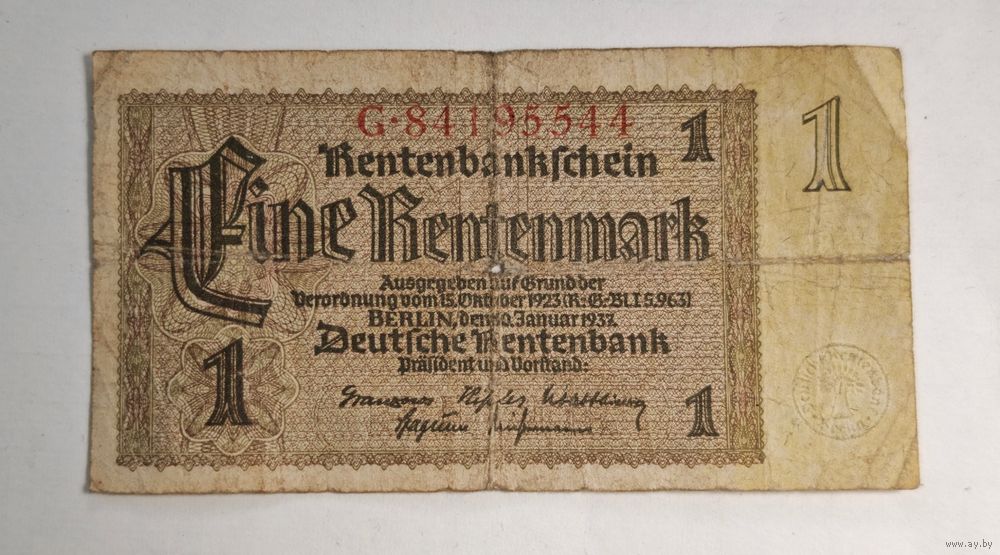 G·84195544
1
1
Rentenbankschein
Eine Rentenmark
Ausgegeben auf Grund der
Verordnung vom 15. Oktober 1923 (R.-G.-Bl. I S. 963)
BERLIN, den 30. Januar 1937.
Deutsche Rentenbank
Präsident und Vorstand:
1
1
www.ay.by